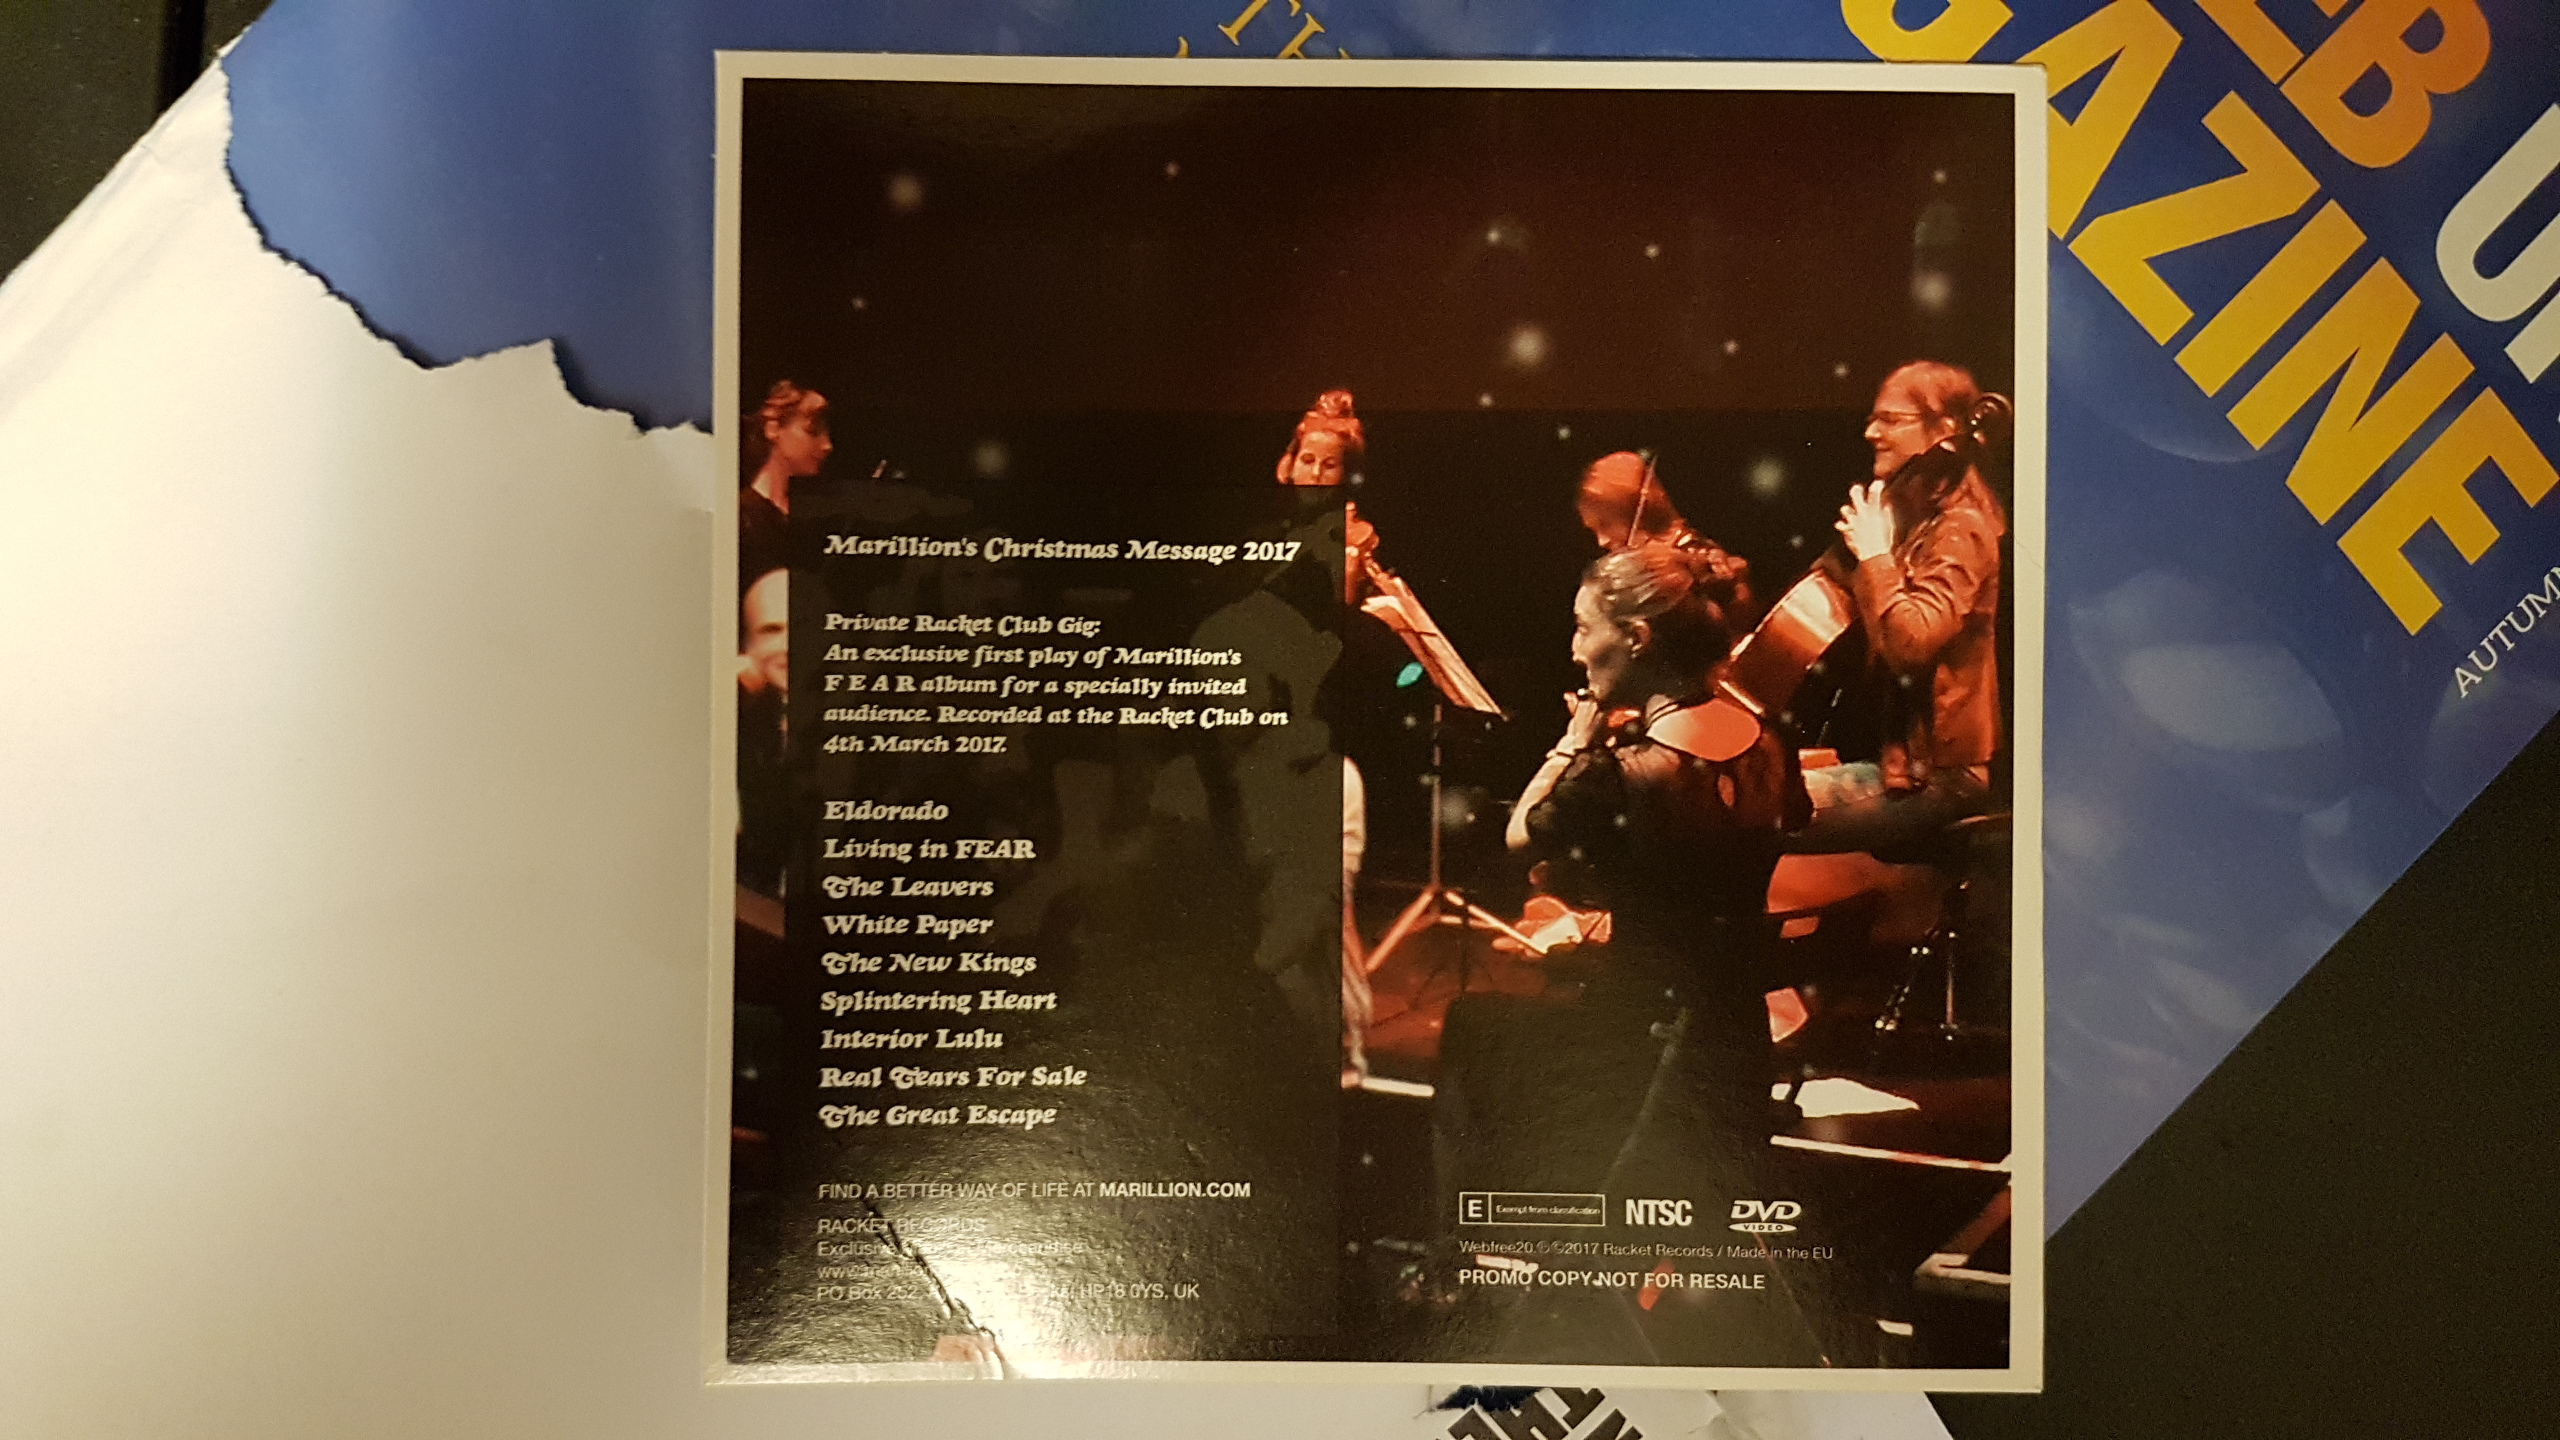 TH
EB
GAZINE
AUTUM
Marillion's Christmas Message 2017
Private Racket Club Gig:
An exclusive first play of Marillion's
F E A R album for a specially invited
audience. Recorded at the Racket Club on
4th March 2017.
Eldorado
Living in FEAR
The Leavers
White Paper
The New Kings
Splintering Heart
Interior Lulu
Real Tears For Sale
The Great Escape
FIND A BETTER WAY OF LIFE AT MARILLION.COM
RACKET RECORDS
Exclusive Merchandise
PO Box 252, HP18 0YS, UK
E Exempt from classification NTSC DVD VIDEO
Webfree20 ℗©2017 Racket Records / Made in the EU
PROMO COPY NOT FOR RESALE